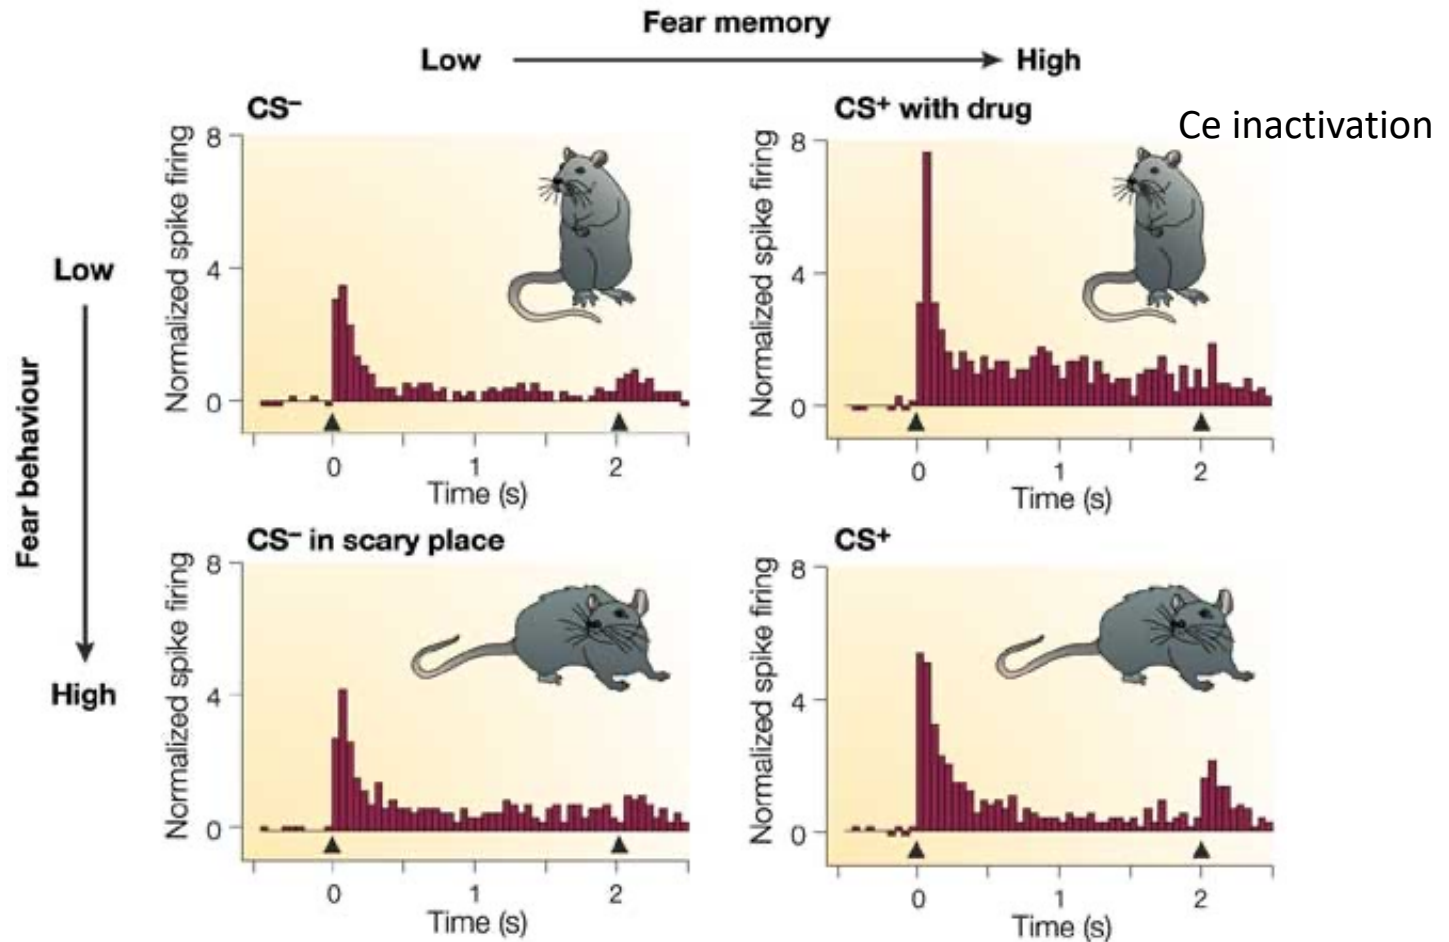 Fear memory
Low High
CS⁻
CS⁺ with drug
Ce inactivation
Fear behaviour
Low
High
Normalized spike firing
8
4
0
0 1 2
Time (s)
Normalized spike firing
8
4
0
0 1 2
Time (s)
CS⁻ in scary place
Normalized spike firing
8
4
0
0 1 2
Time (s)
CS⁺
Normalized spike firing
8
4
0
0 1 2
Time (s)